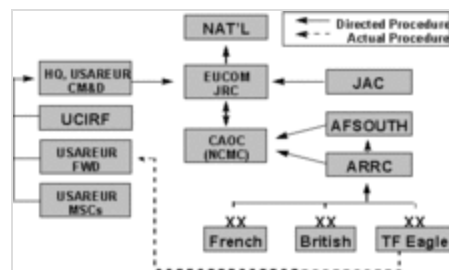 NAT'L
Directed Procedure
Actual Procedure
HQ, USAREUR
CM&D
EUCOM
JRC
JAC
UCIRF
CAOC
(NCMC)
AFSOUTH
USAREUR
FWD
ARRC
USAREUR
MSCs
XX
XX
XX
French
British
TF Eagle